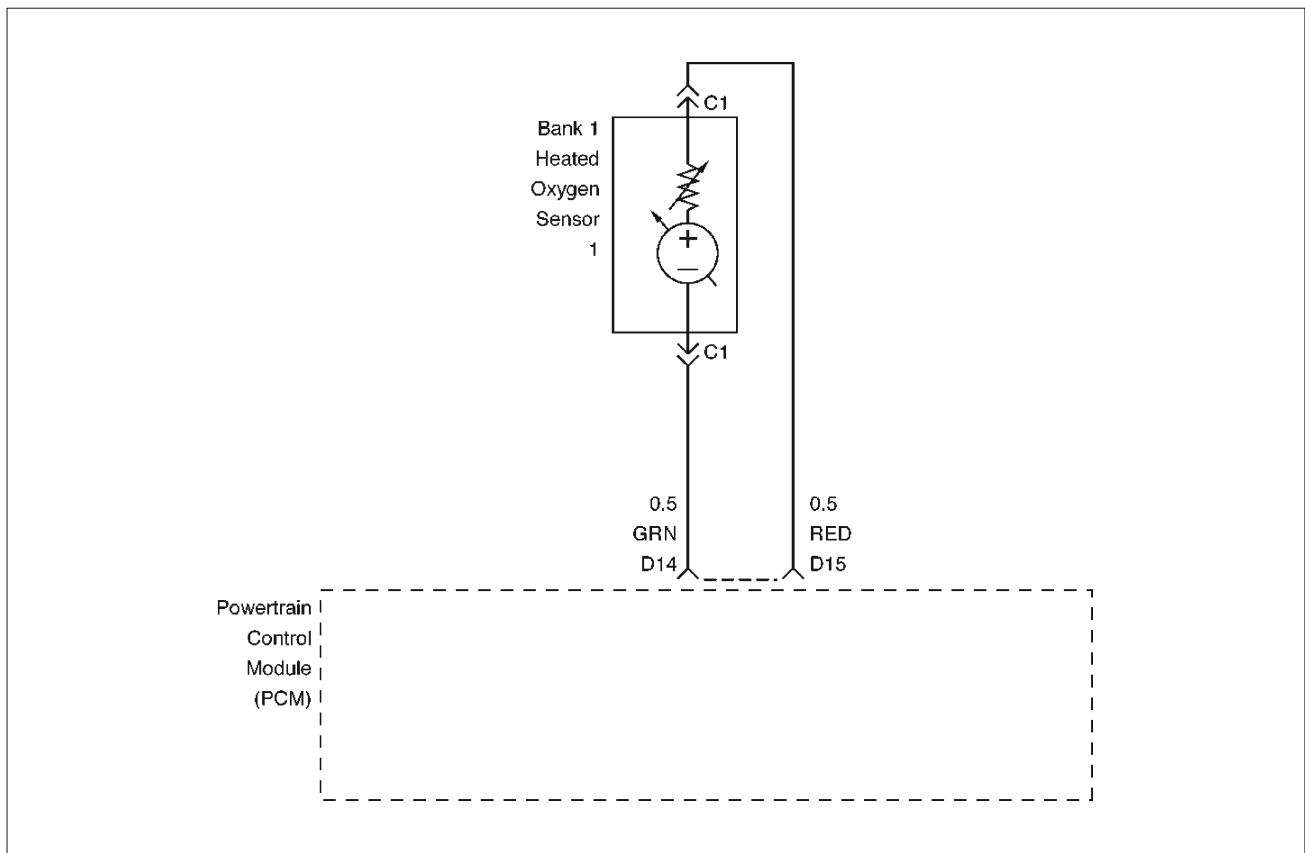 C1
Bank 1
Heated
Oxygen
Sensor
1
+
—
C1
0.5
GRN
D14
0.5
RED
D15
Powertrain
Control
Module
(PCM)